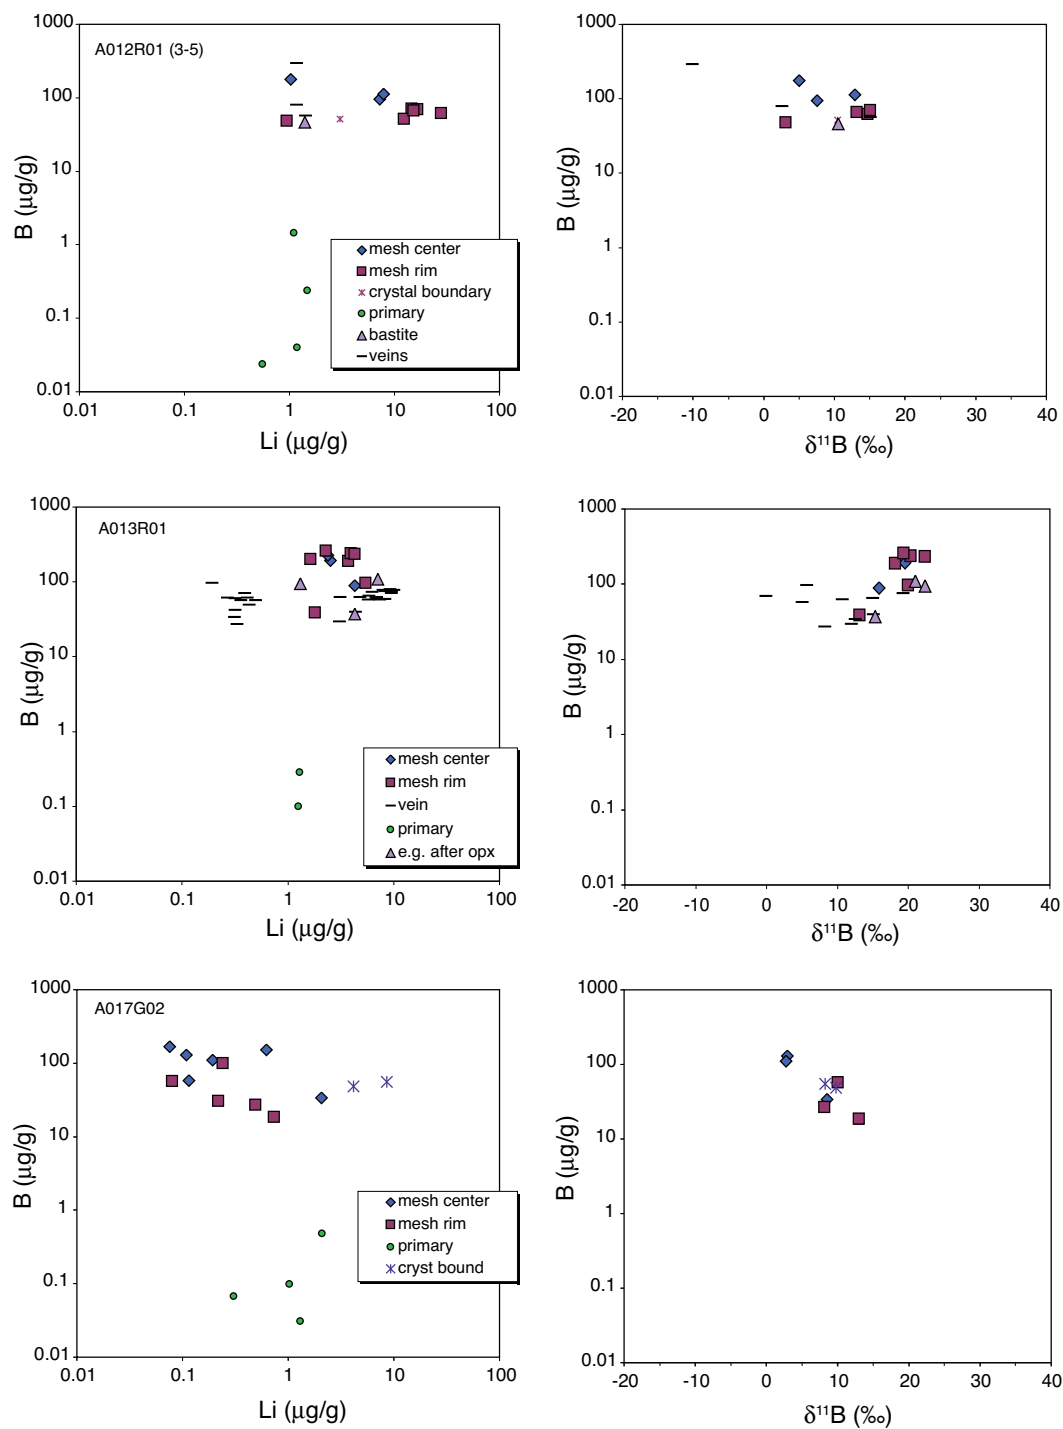 A012R01 (3-5)
1000
100
10
1
0.1
0.01
B (μg/g)
mesh center
mesh rim
crystal boundary
primary
bastite
veins
0.01 0.1 1 10 100
Li (μg/g)
1000
100
10
1
0.1
0.01
B (μg/g)
-20 -10 0 10 20 30 40
δ¹¹B (‰)
A013R01
1000
100
10
1
0.1
0.01
B (μg/g)
mesh center
mesh rim
vein
primary
e.g. after opx
0.01 0.1 1 10 100
Li (μg/g)
1000
100
10
1
0.1
0.01
B (μg/g)
-20 -10 0 10 20 30 40
δ¹¹B (‰)
A017G02
1000
100
10
1
0.1
0.01
B (μg/g)
mesh center
mesh rim
primary
cryst bound
0.01 0.1 1 10 100
Li (μg/g)
1000
100
10
1
0.1
0.01
B (μg/g)
-20 -10 0 10 20 30 40
δ¹¹B (‰)